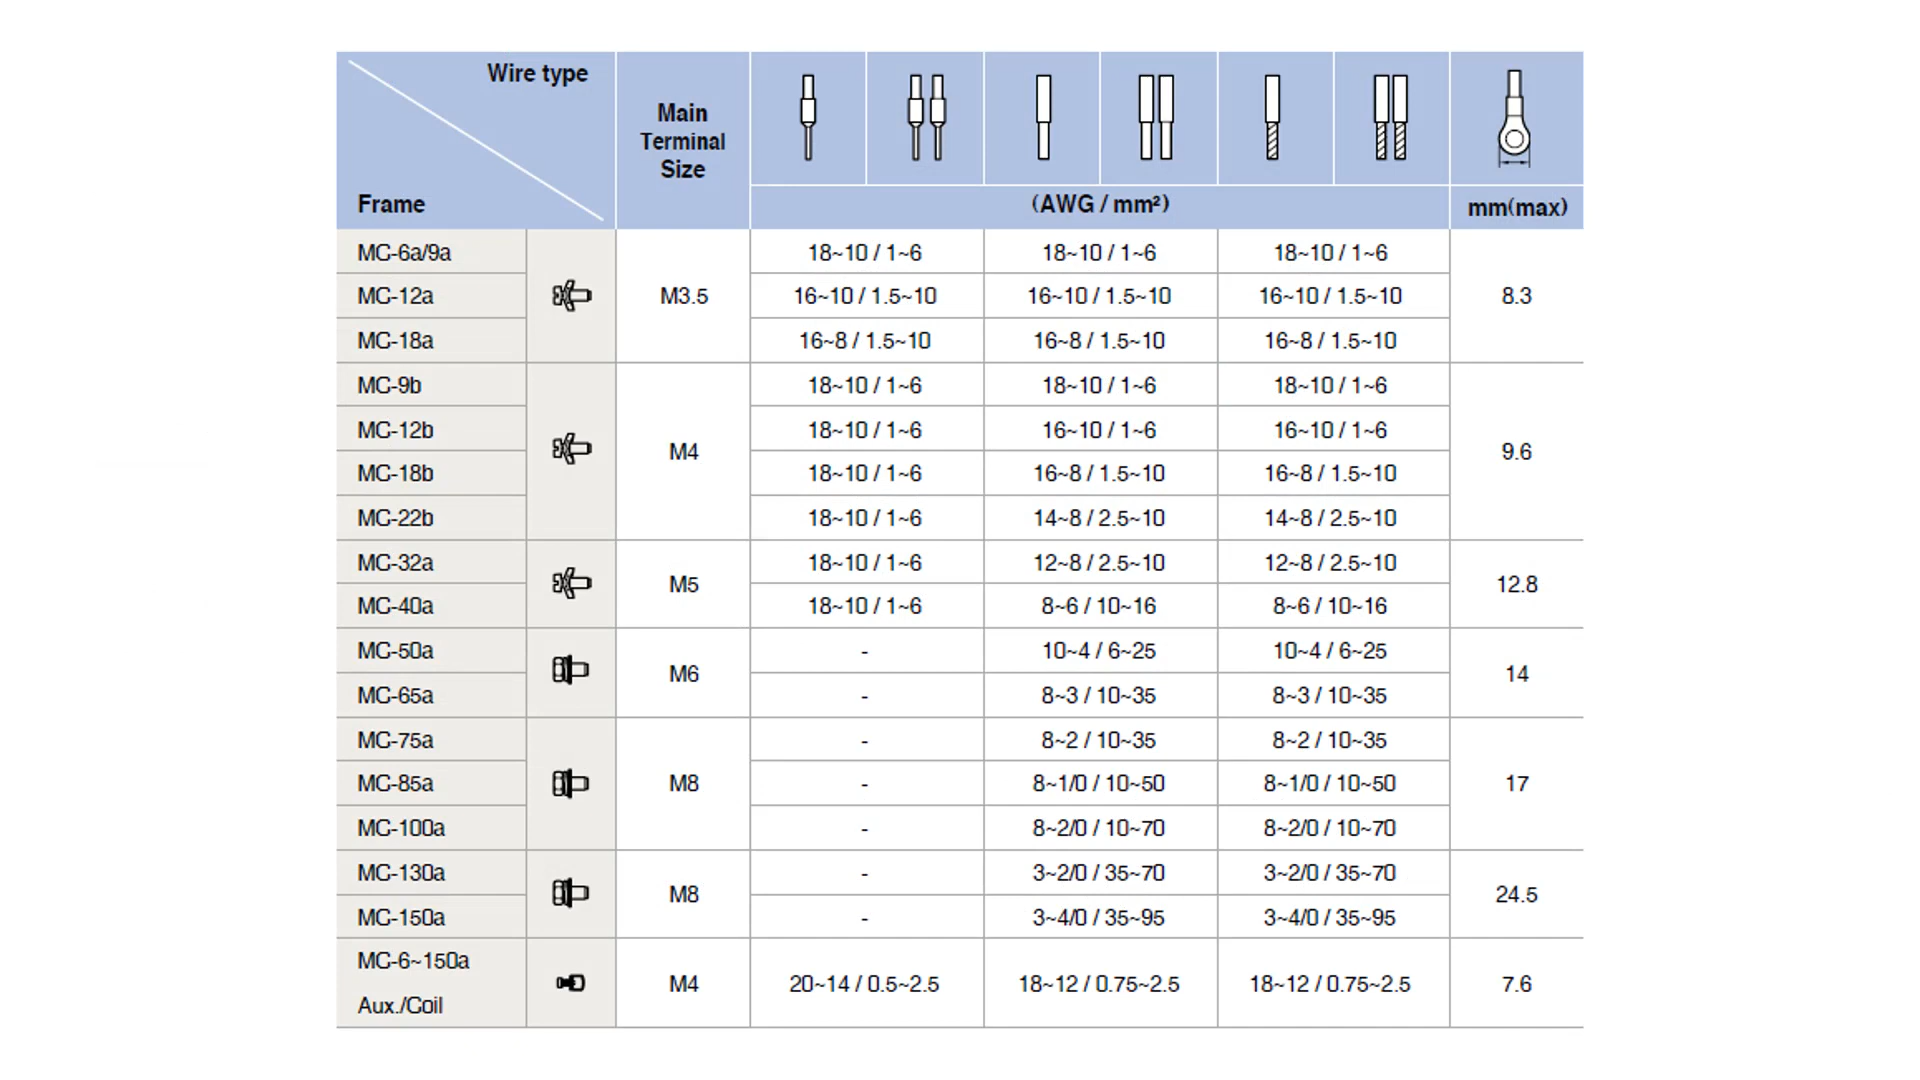 Wire type
Frame
Main
Terminal
Size
(AWG / mm²)
mm(max)
MC-6a/9a M3.5 18~10 / 1~6 18~10 / 1~6 18~10 / 1~6 8.3
MC-12a 16~10 / 1.5~10 16~10 / 1.5~10 16~10 / 1.5~10
MC-18a 16~8 / 1.5~10 16~8 / 1.5~10 16~8 / 1.5~10
MC-9b M4 18~10 / 1~6 18~10 / 1~6 18~10 / 1~6 9.6
MC-12b 18~10 / 1~6 16~10 / 1~6 16~10 / 1~6
MC-18b 18~10 / 1~6 16~8 / 1.5~10 16~8 / 1.5~10
MC-22b 18~10 / 1~6 14~8 / 2.5~10 14~8 / 2.5~10
MC-32a M5 18~10 / 1~6 12~8 / 2.5~10 12~8 / 2.5~10 12.8
MC-40a 18~10 / 1~6 8~6 / 10~16 8~6 / 10~16
MC-50a M6 - 10~4 / 6~25 10~4 / 6~25 14
MC-65a - 8~3 / 10~35 8~3 / 10~35
MC-75a M8 - 8~2 / 10~35 8~2 / 10~35 17
MC-85a - 8~1/0 / 10~50 8~1/0 / 10~50
MC-100a - 8~2/0 / 10~70 8~2/0 / 10~70
MC-130a M8 - 3~2/0 / 35~70 3~2/0 / 35~70 24.5
MC-150a - 3~4/0 / 35~95 3~4/0 / 35~95
MC-6~150a
Aux./Coil M4 20~14 / 0.5~2.5 18~12 / 0.75~2.5 18~12 / 0.75~2.5 7.6